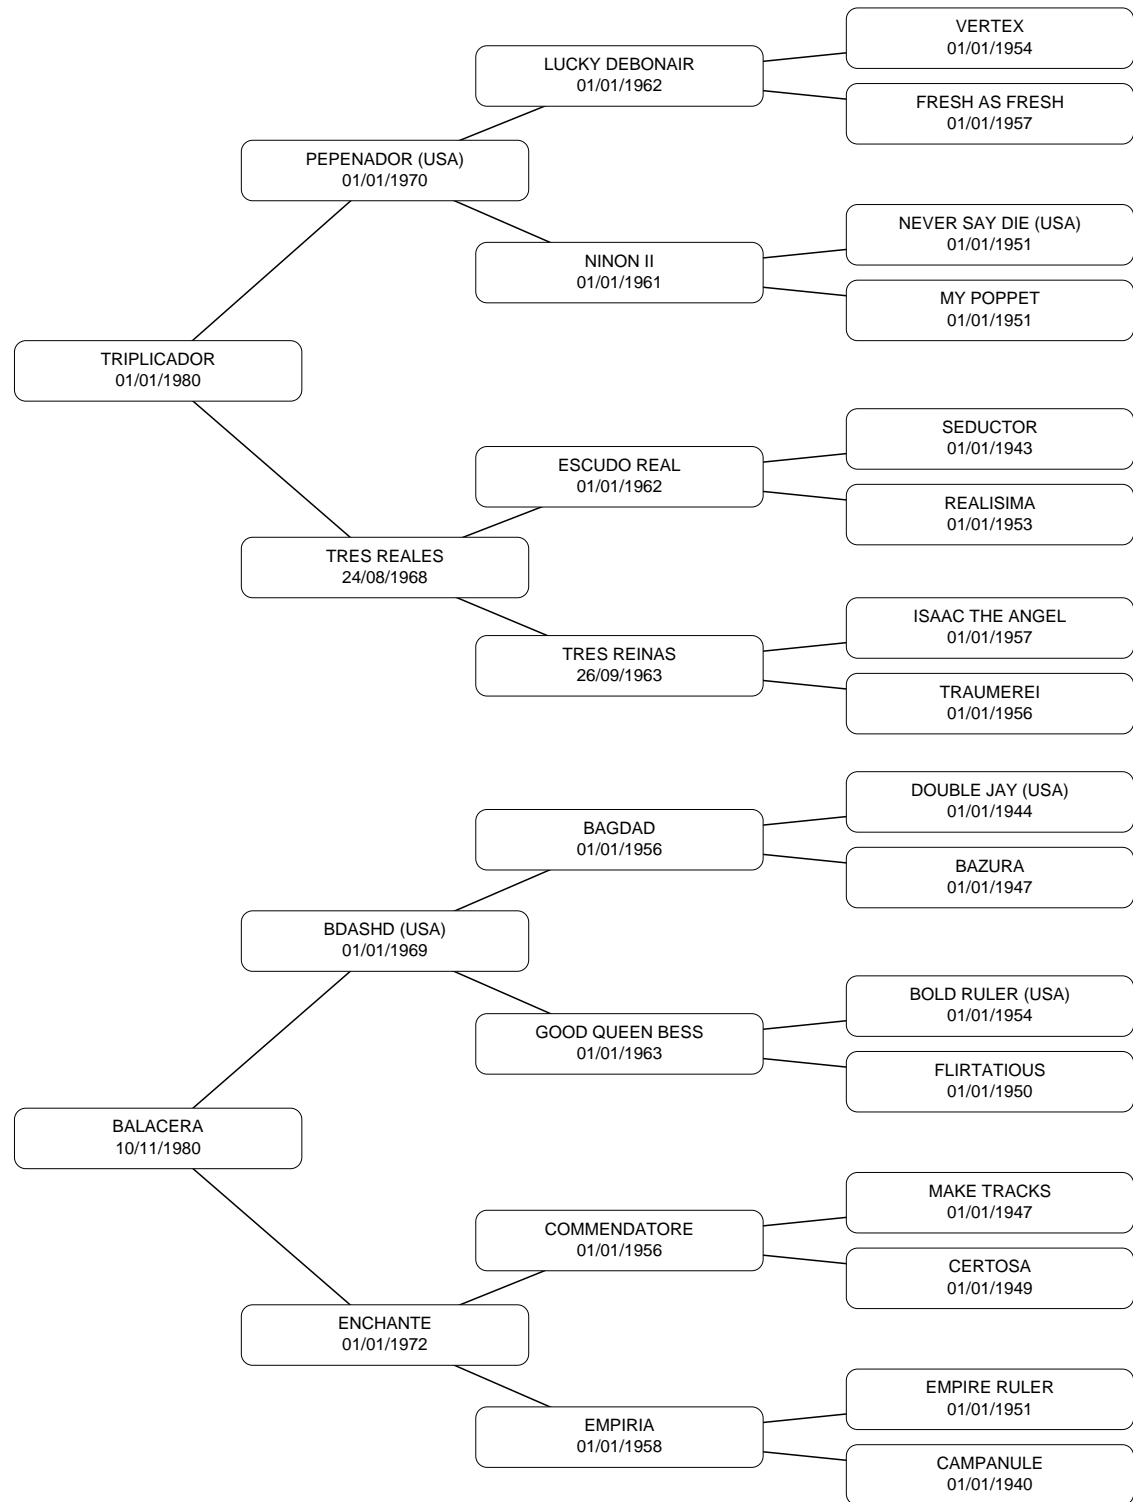 VERTEX
01/01/1954
LUCKY DEBONAIR
01/01/1962
FRESH AS FRESH
01/01/1957
PEPENADOR (USA)
01/01/1970
NEVER SAY DIE (USA)
01/01/1951
NINON II
01/01/1961
MY POPPET
01/01/1951
TRIPLICADOR
01/01/1980
SEDUCTOR
01/01/1943
ESCUDO REAL
01/01/1962
REALISIMA
01/01/1953
TRES REALES
24/08/1968
ISAAC THE ANGEL
01/01/1957
TRES REINAS
26/09/1963
TRAUMEREI
01/01/1956
DOUBLE JAY (USA)
01/01/1944
BAGDAD
01/01/1956
BAZURA
01/01/1947
BDASHD (USA)
01/01/1969
BOLD RULER (USA)
01/01/1954
GOOD QUEEN BESS
01/01/1963
FLIRTATIOUS
01/01/1950
BALACERA
10/11/1980
MAKE TRACKS
01/01/1947
COMMENDATORE
01/01/1956
CERTOSA
01/01/1949
ENCHANTE
01/01/1972
EMPIRE RULER
01/01/1951
EMPIRIA
01/01/1958
CAMPANULE
01/01/1940